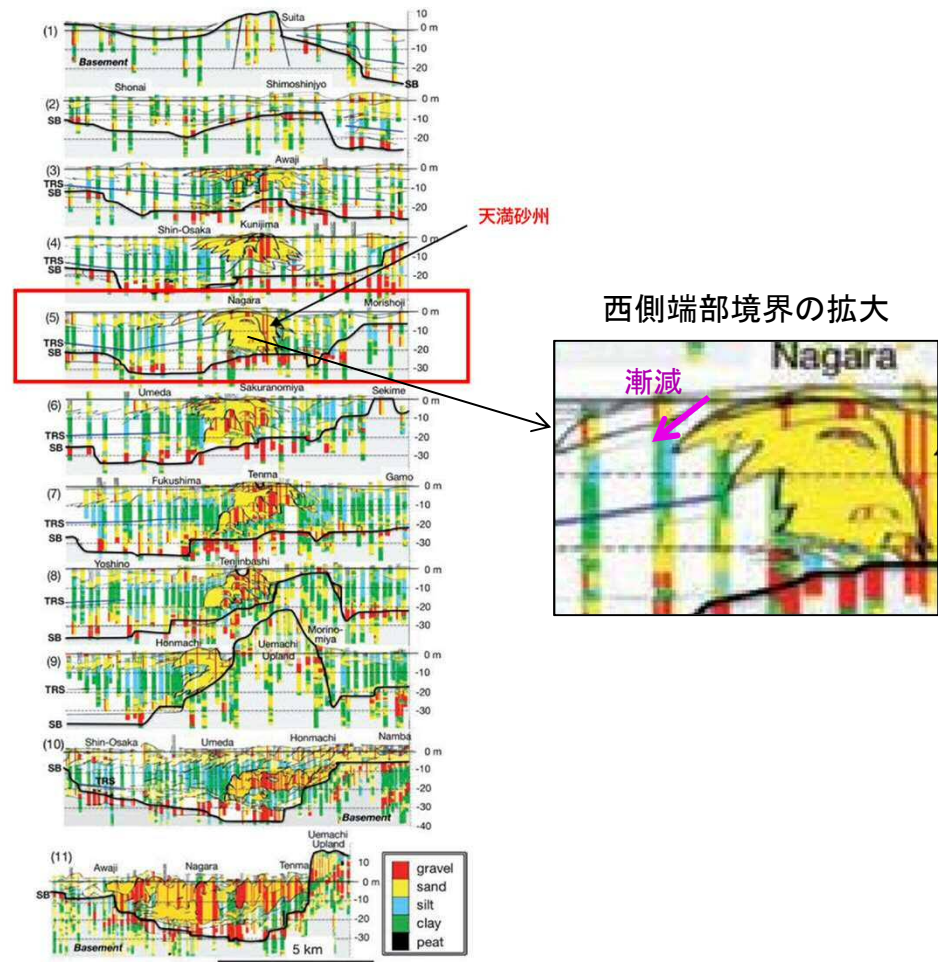 Suita
(1)
10
0 m
-10
-20
Basement
SB
Shonai
Shimoshinjyo
(2)
SB
0 m
-10
-20
Awaji
(3)
TRS
SB
0 m
-10
-20
天満砂州
Shin-Osaka
Kunijima
(4)
TRS
SB
0 m
-10
-20
Nagara
Morishoji
(5)
TRS
SB
0 m
-10
-20
-30
西側端部境界の拡大
Nagara
漸減
Umeda
Sakuranomiya
Sekime
(6)
TRS
SB
0 m
-10
-20
-30
Fukushima
Tenma
Gamo
(7)
TRS
SB
0 m
-10
-20
-30
Yoshino
Tenjinbashi
(8)
TRS
SB
0 m
-10
-20
-30
Honmachi
Uemachi
Upland
Morino-
miya
(9)
TRS
SB
0 m
-10
-20
-30
Shin-Osaka
Umeda
Honmachi
Namba
(10)
SB
TRS
0 m
-10
-20
-30
-40
Basement
Uemachi
Upland
(11)
Awaji
Nagara
Tenma
SB
10
0 m
-10
-20
-30
Basement
5 km
gravel
sand
silt
clay
peat